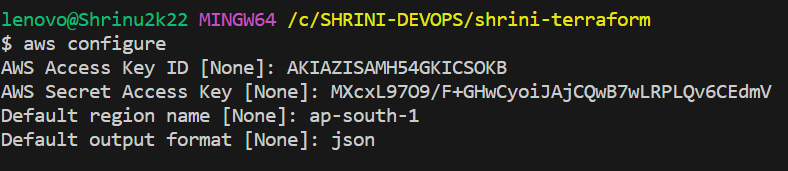 lenovo@Shrinu2k22 MINGW64 /c/SHRINI-DEVOPS/shrini-terraform
$ aws configure
AWS Access Key ID [None]: AKIAZISAMH54GKICSOKB
AWS Secret Access Key [None]: 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
Default region name [None]: ap-south-1
Default output format [None]: json